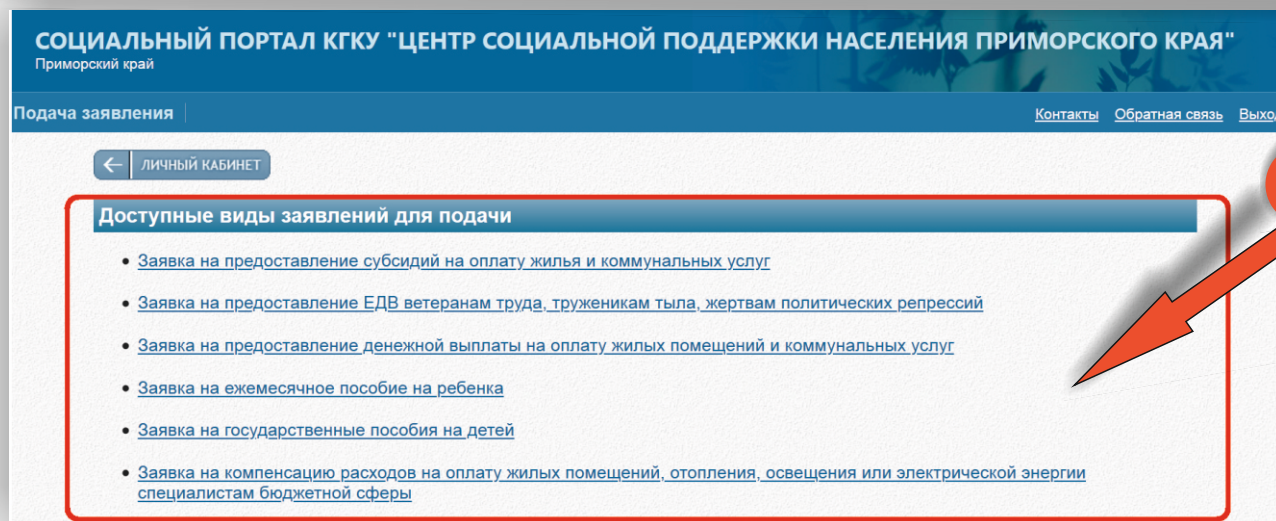 СОЦИАЛЬНЫЙ ПОРТАЛ КГКУ "ЦЕНТР СОЦИАЛЬНОЙ ПОДДЕРЖКИ НАСЕЛЕНИЯ ПРИМОРСКОГО КРАЯ"
Приморский край
Подача заявления
Контакты Обратная связь Выход
ЛИЧНЫЙ КАБИНЕТ
Доступные виды заявлений для подачи
Заявка на предоставление субсидий на оплату жилья и коммунальных услуг
Заявка на предоставление ЕДВ ветеранам труда, труженикам тыла, жертвам политических репрессий
Заявка на предоставление денежной выплаты на оплату жилых помещений и коммунальных услуг
Заявка на ежемесячное пособие на ребенка
Заявка на государственные пособия на детей
Заявка на компенсацию расходов на оплату жилых помещений, отопления, освещения или электрической энергии
специалистам бюджетной сферы